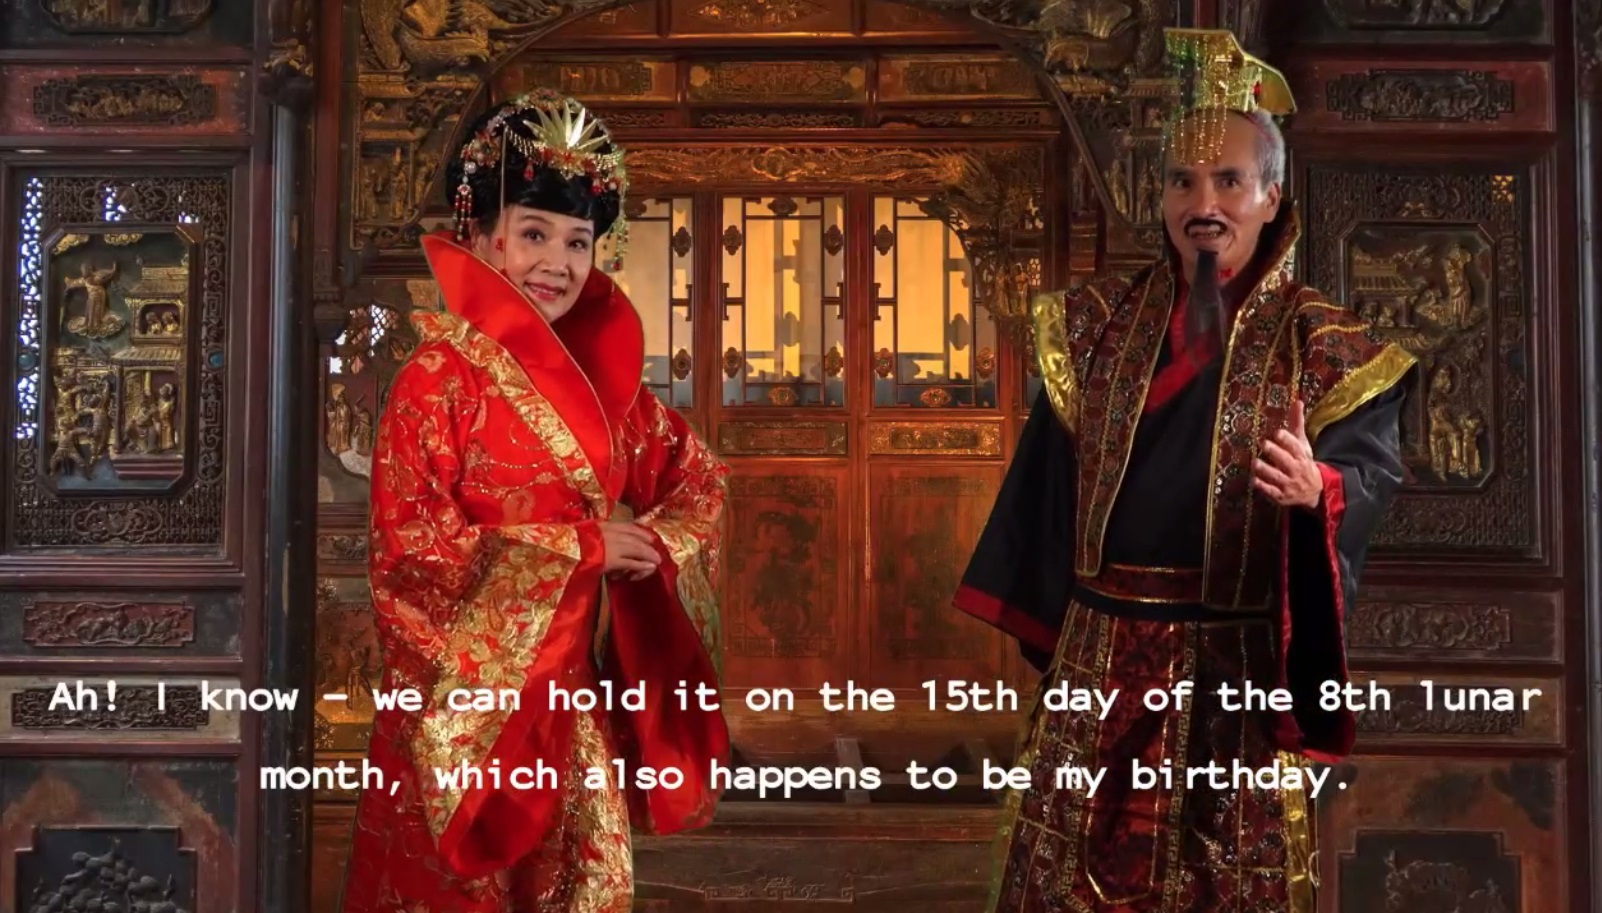 Ah! I know – we can hold it on the 15th day of the 8th lunar
month, which also happens to be my birthday.